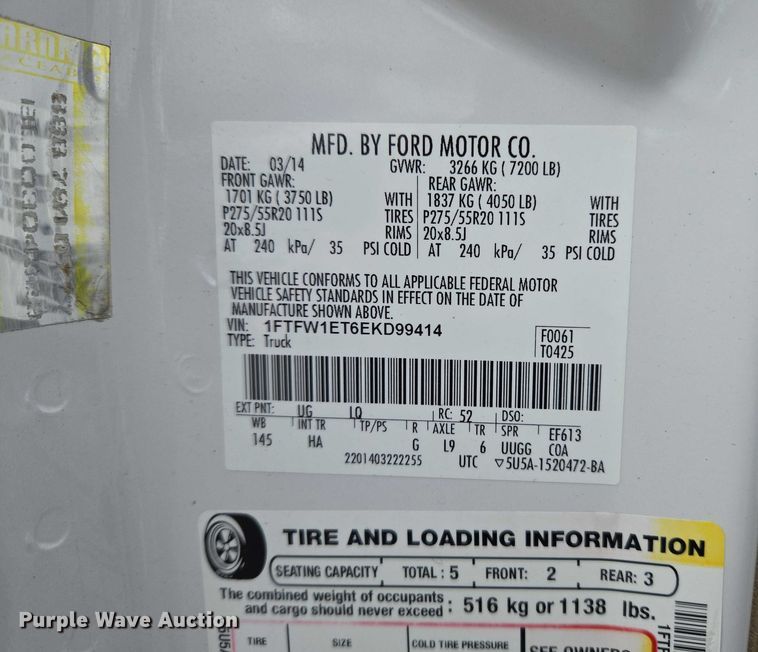 MFD. BY FORD MOTOR CO.
DATE: 03/14 GVWR: 3266 KG ( 7200 LB)
FRONT GAWR: REAR GAWR:
1701 KG ( 3750 LB) WITH 1837 KG ( 4050 LB) WITH
P275/55R20 111S TIRES P275/55R20 111S TIRES
20x8.5J RIMS 20x8.5J RIMS
AT 240 kPa/ 35 PSI COLD AT 240 kPa/ 35 PSI COLD
THIS VEHICLE CONFORMS TO ALL APPLICABLE FEDERAL MOTOR
VEHICLE SAFETY STANDARDS IN EFFECT ON THE DATE OF
MANUFACTURE SHOWN ABOVE.
VIN: 1FTFW1ET6EKD99414 F0061
TYPE: Truck T0425
EXT PNT: UG LQ RC: 52 DSO:
WB INT TR TP/PS R AXLE TR SPR EF613
145 HA G L9 6 UUGG COA
2201403222255 UTC ▽5U5A-1520472-BA
TIRE AND LOADING INFORMATION
SEATING CAPACITY TOTAL : 5 FRONT: 2 REAR: 3
The combined weight of occupants
and cargo should never exceed : 516 kg or 1138 lbs.
TIRE SIZE COLD TIRE PRESSURE SEE OWNERS
Purple Wave Auction